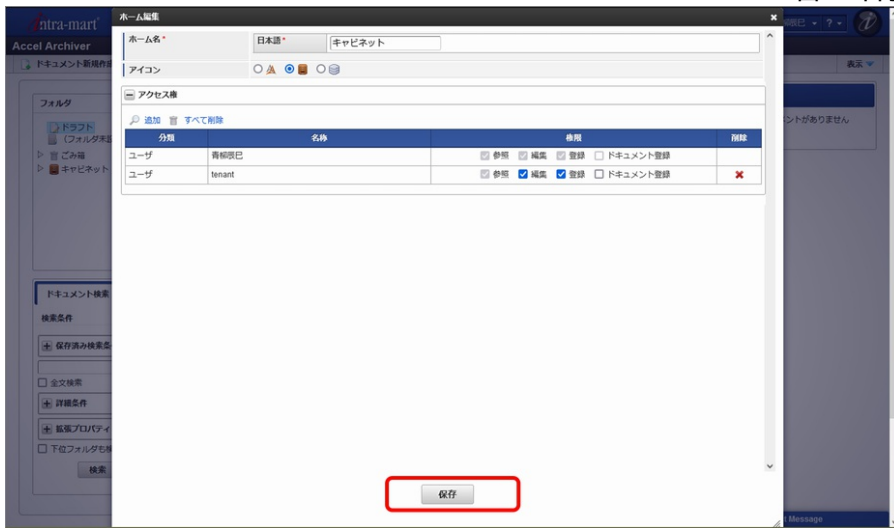 intra-mart
Accel Archiver
ドキュメント新規作成
表示
ホーム編集
ホーム名*
日本語*
キャビネット
アイコン
アクセス権
追加 すべて削除
分類 名称 権限 削除
ユーザ 青柳辰巳 参照 編集 登録 ドキュメント登録
ユーザ tenant 参照 編集 登録 ドキュメント登録
保存
フォルダ
ドラフト
ごみ箱
キャビネット
ドキュメント検索
検索条件
保存済み検索条
全文検索
詳細条件
拡張プロパティ
下位フォルダも検
検索
ントがありません
t Message